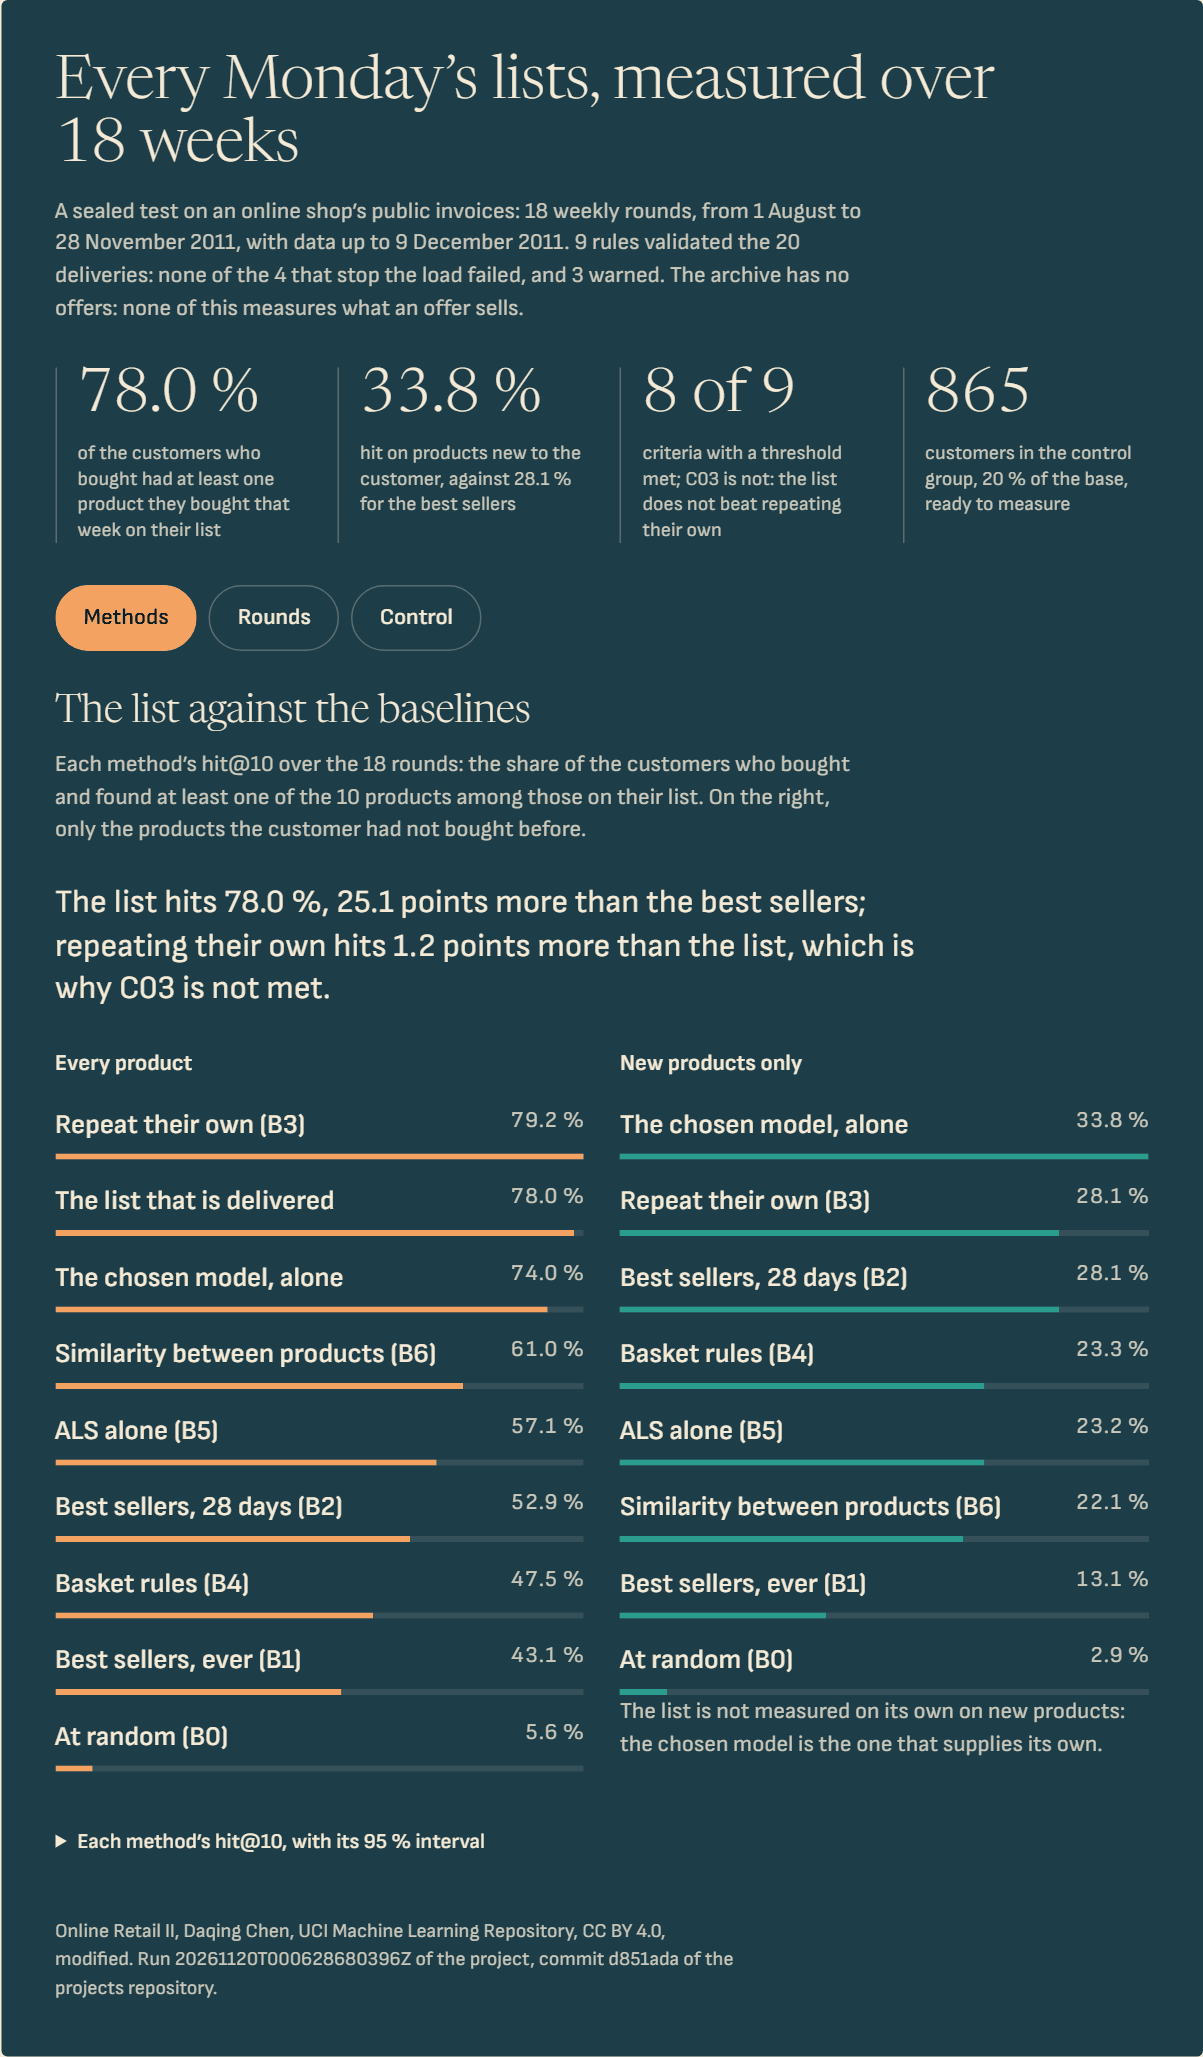 Every Monday’s lists, measured over
18 weeks
A sealed test on an online shop’s public invoices: 18 weekly rounds, from 1 August to
28 November 2011, with data up to 9 December 2011. 9 rules validated the 20
deliveries: none of the 4 that stop the load failed, and 3 warned. The archive has no
offers: none of this measures what an offer sells.
78.0 %
of the customers who
bought had at least one
product they bought that
week on their list
33.8 %
hit on products new to the
customer, against 28.1 %
for the best sellers
8 of 9
criteria with a threshold
met; C03 is not: the list
does not beat repeating
their own
865
customers in the control
group, 20 % of the base,
ready to measure
Methods
Rounds
Control
The list against the baselines
Each method’s hit@10 over the 18 rounds: the share of the customers who bought
and found at least one of the 10 products among those on their list. On the right,
only the products the customer had not bought before.
The list hits 78.0 %, 25.1 points more than the best sellers;
repeating their own hits 1.2 points more than the list, which is
why C03 is not met.
Every product
Repeat their own (B3) 79.2 %
The list that is delivered 78.0 %
The chosen model, alone 74.0 %
Similarity between products (B6) 61.0 %
ALS alone (B5) 57.1 %
Best sellers, 28 days (B2) 52.9 %
Basket rules (B4) 47.5 %
Best sellers, ever (B1) 43.1 %
At random (B0) 5.6 %
New products only
The chosen model, alone 33.8 %
Repeat their own (B3) 28.1 %
Best sellers, 28 days (B2) 28.1 %
Basket rules (B4) 23.3 %
ALS alone (B5) 23.2 %
Similarity between products (B6) 22.1 %
Best sellers, ever (B1) 13.1 %
At random (B0) 2.9 %
The list is not measured on its own on new products:
the chosen model is the one that supplies its own.
▶ Each method’s hit@10, with its 95 % interval
Online Retail II, Daqing Chen, UCI Machine Learning Repository, CC BY 4.0,
modified. Run 20261120T000628680396Z of the project, commit d851ada of the
projects repository.